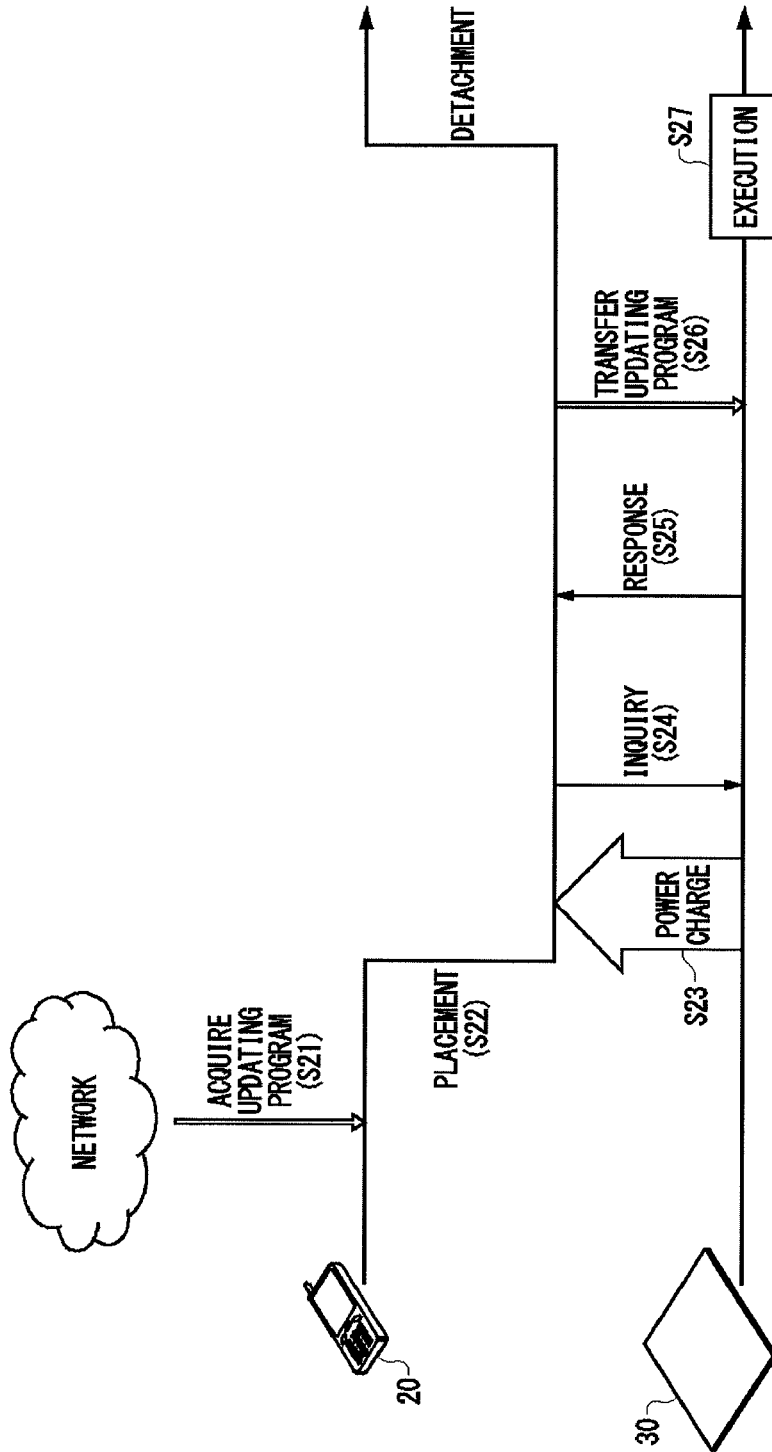 NETWORK
ACQUIRE
UPDATING
PROGRAM
(S21)
20
PLACEMENT
(S22)
DETACHMENT
POWER
CHARGE
S23
INQUIRY
(S24)
RESPONSE
(S25)
TRANSFER
UPDATING
PROGRAM
(S26)
S27
EXECUTION
30